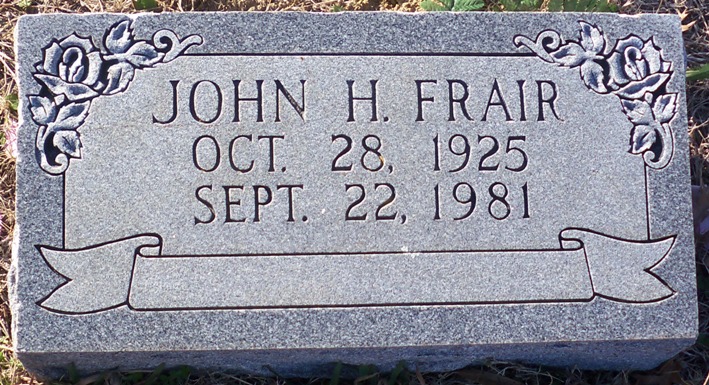 JOHN H. FRAIR
OCT. 28, 1925
SEPT. 22, 1981